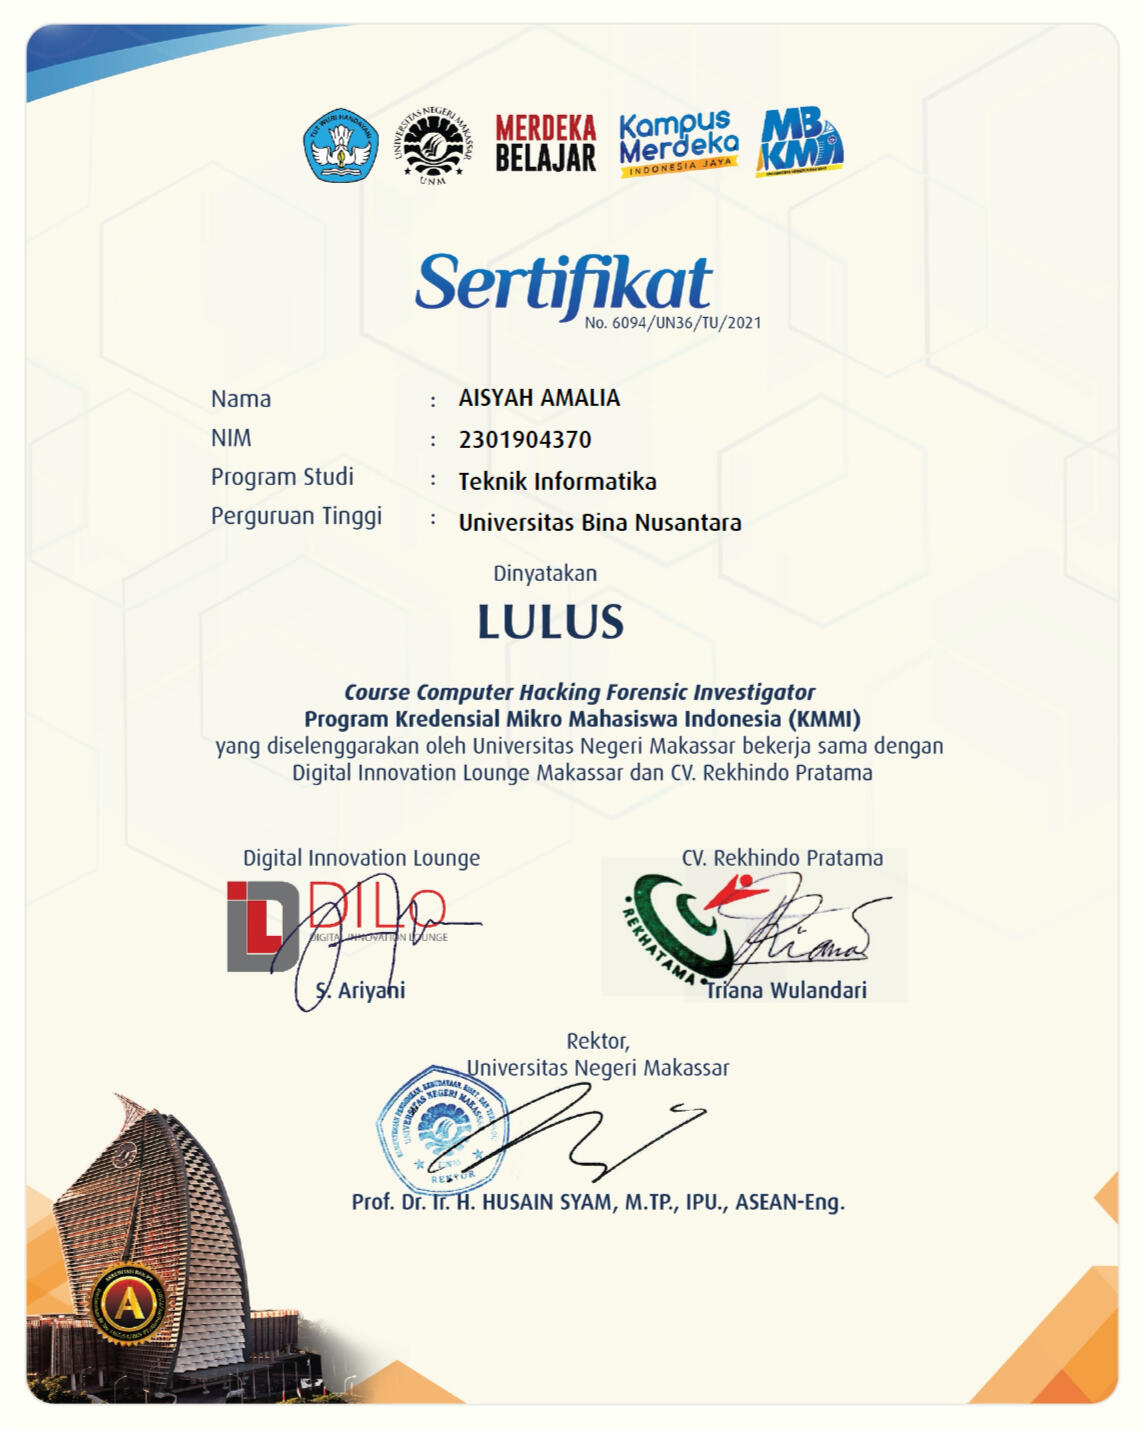 TUT WURI HANDAYANI
UNIVERSITAS NEGERI MAKASSAR
UNM
MERDEKA
BELAJAR
Kampus
Merdeka
INDONESIA JAYA
MB
KM
Sertifikat
No. 6094/UN36/TU/2021
Nama : AISYAH AMALIA
NIM : 2301904370
Program Studi : Teknik Informatika
Perguruan Tinggi : Universitas Bina Nusantara
Dinyatakan
LULUS
Course Computer Hacking Forensic Investigator
Program Kredensial Mikro Mahasiswa Indonesia (KMMI)
yang diselenggarakan oleh Universitas Negeri Makassar bekerja sama dengan
Digital Innovation Lounge Makassar dan CV. Rekhindo Pratama
Digital Innovation Lounge
DILo
DIGITAL INNOVATION LOUNGE
S. Ariyani
CV. Rekhindo Pratama
REKHATAMA
Triana Wulandari
Rektor,
Universitas Negeri Makassar
UNIVERSITAS NEGERI MAKASSAR
UNM
REKTOR
Prof. Dr. Ir. H. HUSAIN SYAM, M.TP., IPU., ASEAN-Eng.
A